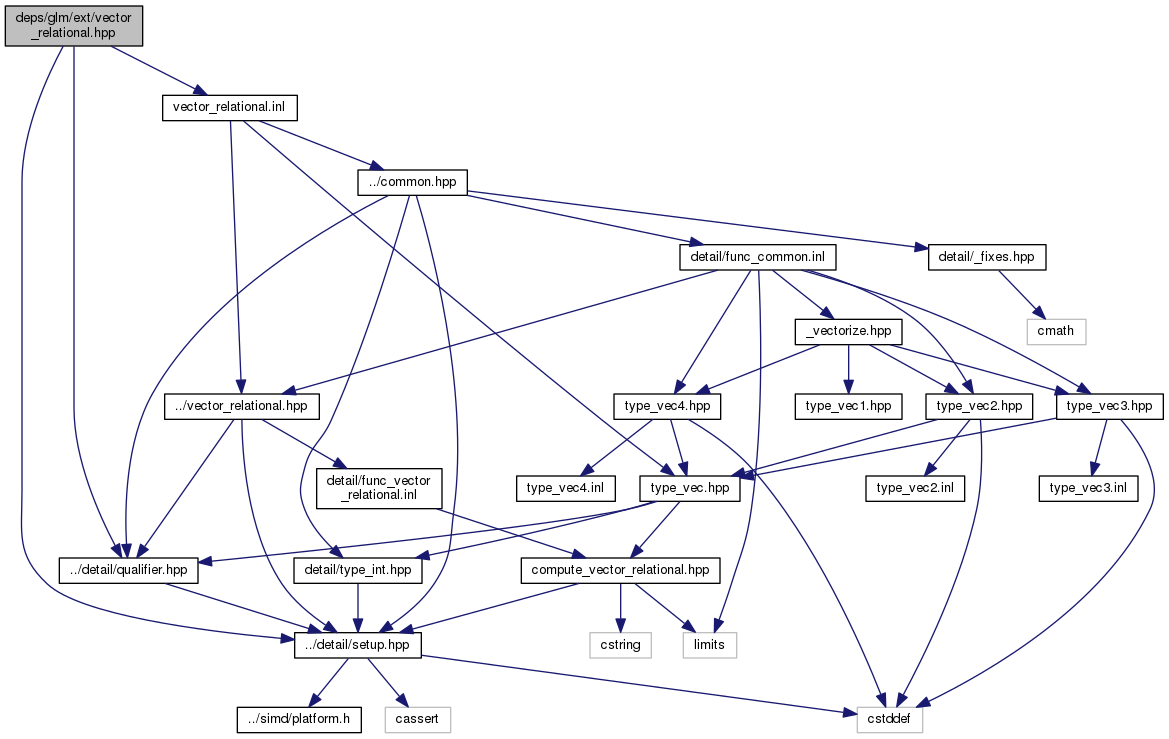 deps/glm/ext/vector
_relational.hpp
vector_relational.inl
../common.hpp
detail/func_common.inl
detail/_fixes.hpp
_vectorize.hpp
cmath
../vector_relational.hpp
type_vec4.hpp
type_vec1.hpp
type_vec2.hpp
type_vec3.hpp
detail/func_vector
_relational.inl
type_vec4.inl
type_vec.hpp
type_vec2.inl
type_vec3.inl
../detail/qualifier.hpp
detail/type_int.hpp
compute_vector_relational.hpp
../detail/setup.hpp
cstring
limits
../simd/platform.h
cassert
cstddef